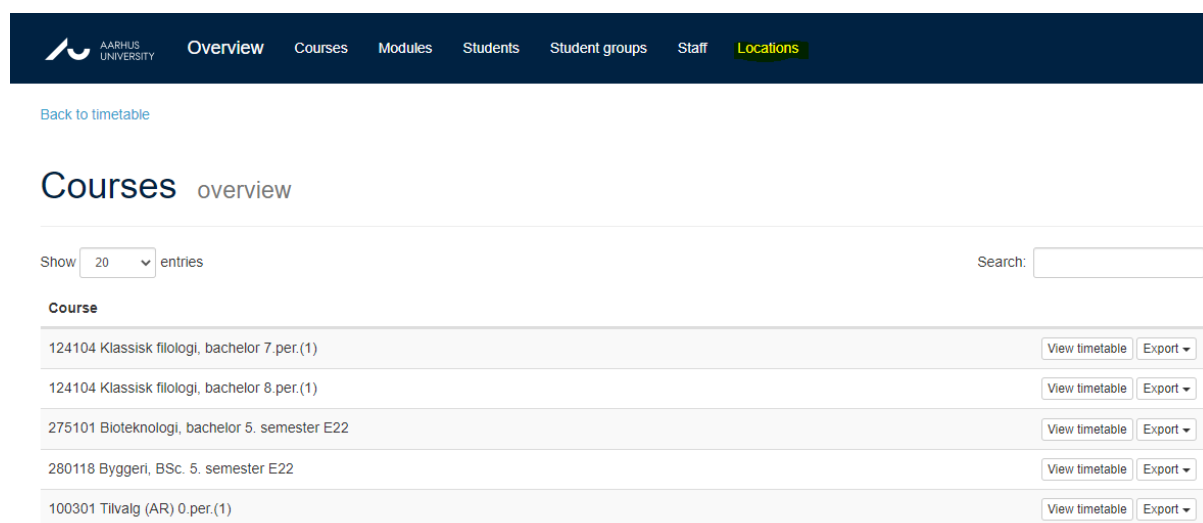 AARHUS UNIVERSITY Overview Courses Modules Students Student groups Staff Locations
Back to timetable
Courses overview
Show 20 entries Search:
Course
124104 Klassisk filologi, bachelor 7.per.(1) View timetable Export
124104 Klassisk filologi, bachelor 8.per.(1) View timetable Export
275101 Bioteknologi, bachelor 5. semester E22 View timetable Export
280118 Byggeri, BSc. 5. semester E22 View timetable Export
100301 Tilvalg (AR) 0.per.(1) View timetable Export